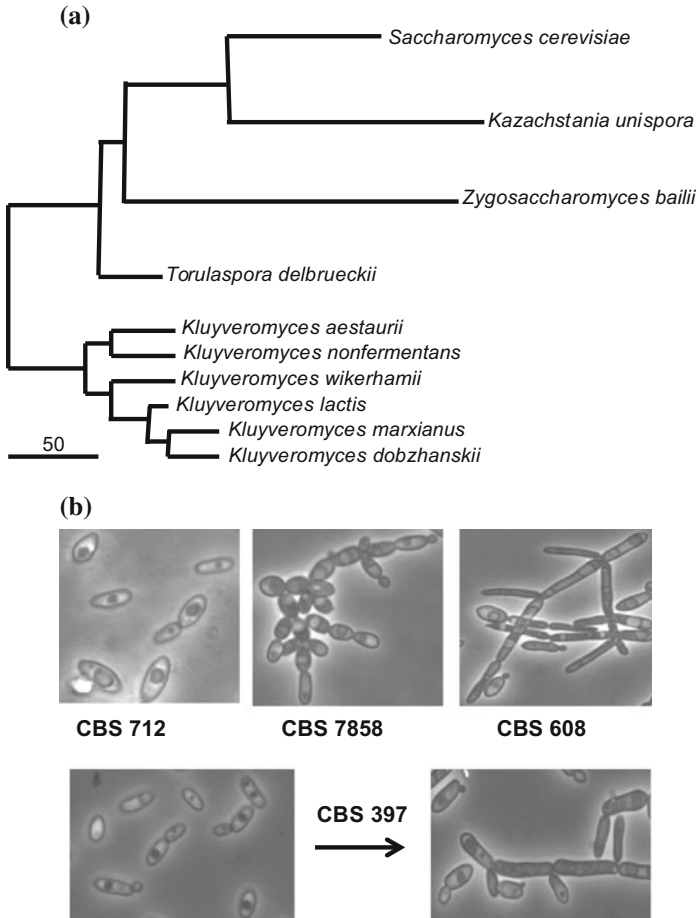 (a)
Saccharomyces cerevisiae
Kazachstania unispora
Zygosaccharomyces bailii
Torulaspora delbrueckii
Kluyveromyces aestaurii
Kluyveromyces nonfermentans
Kluyveromyces wikerhamii
Kluyveromyces lactis
Kluyveromyces marxianus
Kluyveromyces dobzhanskii
50
(b)
CBS 712
CBS 7858
CBS 608
CBS 397